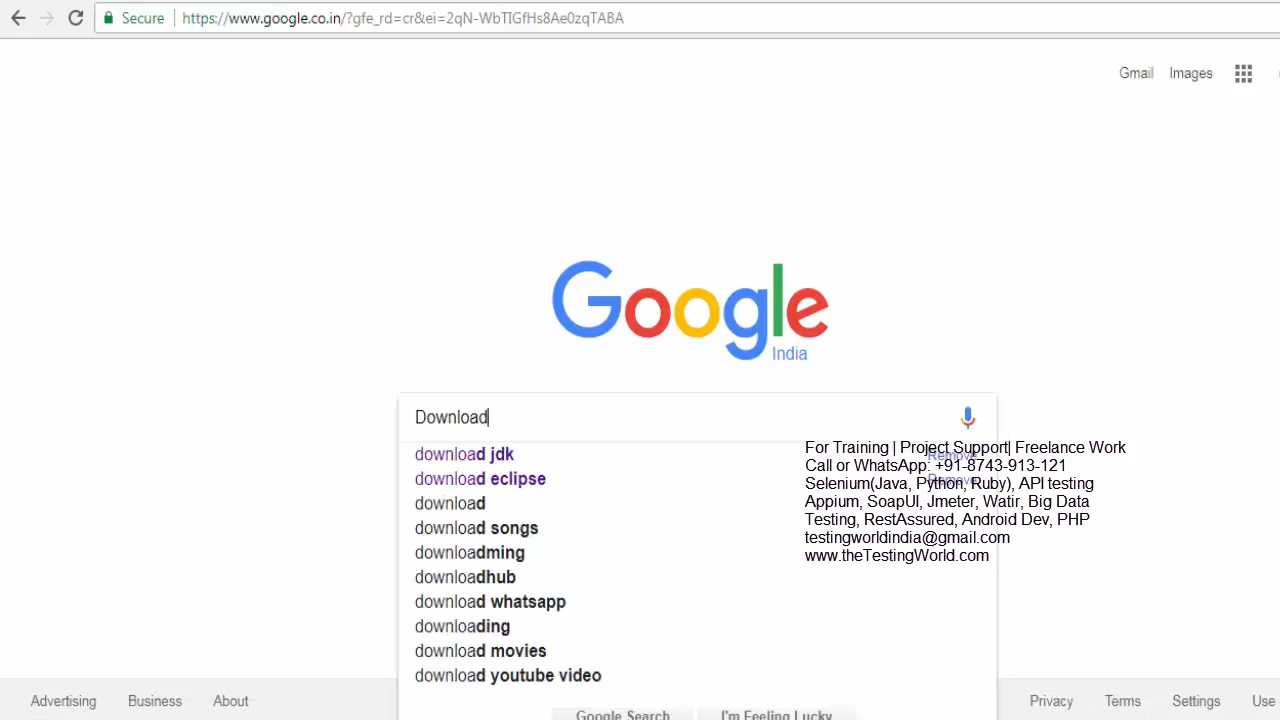 Secure https://www.google.co.in/?gfe_rd=cr&ei=2qN-WbTIGfHs8Ae0zqTABA
Gmail Images
Google
India
Download
download jdk
Remove
download eclipse
Remove
download
download songs
downloadming
downloadhub
download whatsapp
downloading
download movies
download youtube video
For Training | Project Support| Freelance Work
Call or WhatsApp: +91-8743-913-121
Selenium(Java, Python, Ruby), API testing
Appium, SoapUI, Jmeter, Watir, Big Data
Testing, RestAssured, Android Dev, PHP
testingworldindia@gmail.com
www.theTestingWorld.com
Google Search I'm Feeling Lucky
Advertising Business About Privacy Terms Settings Use